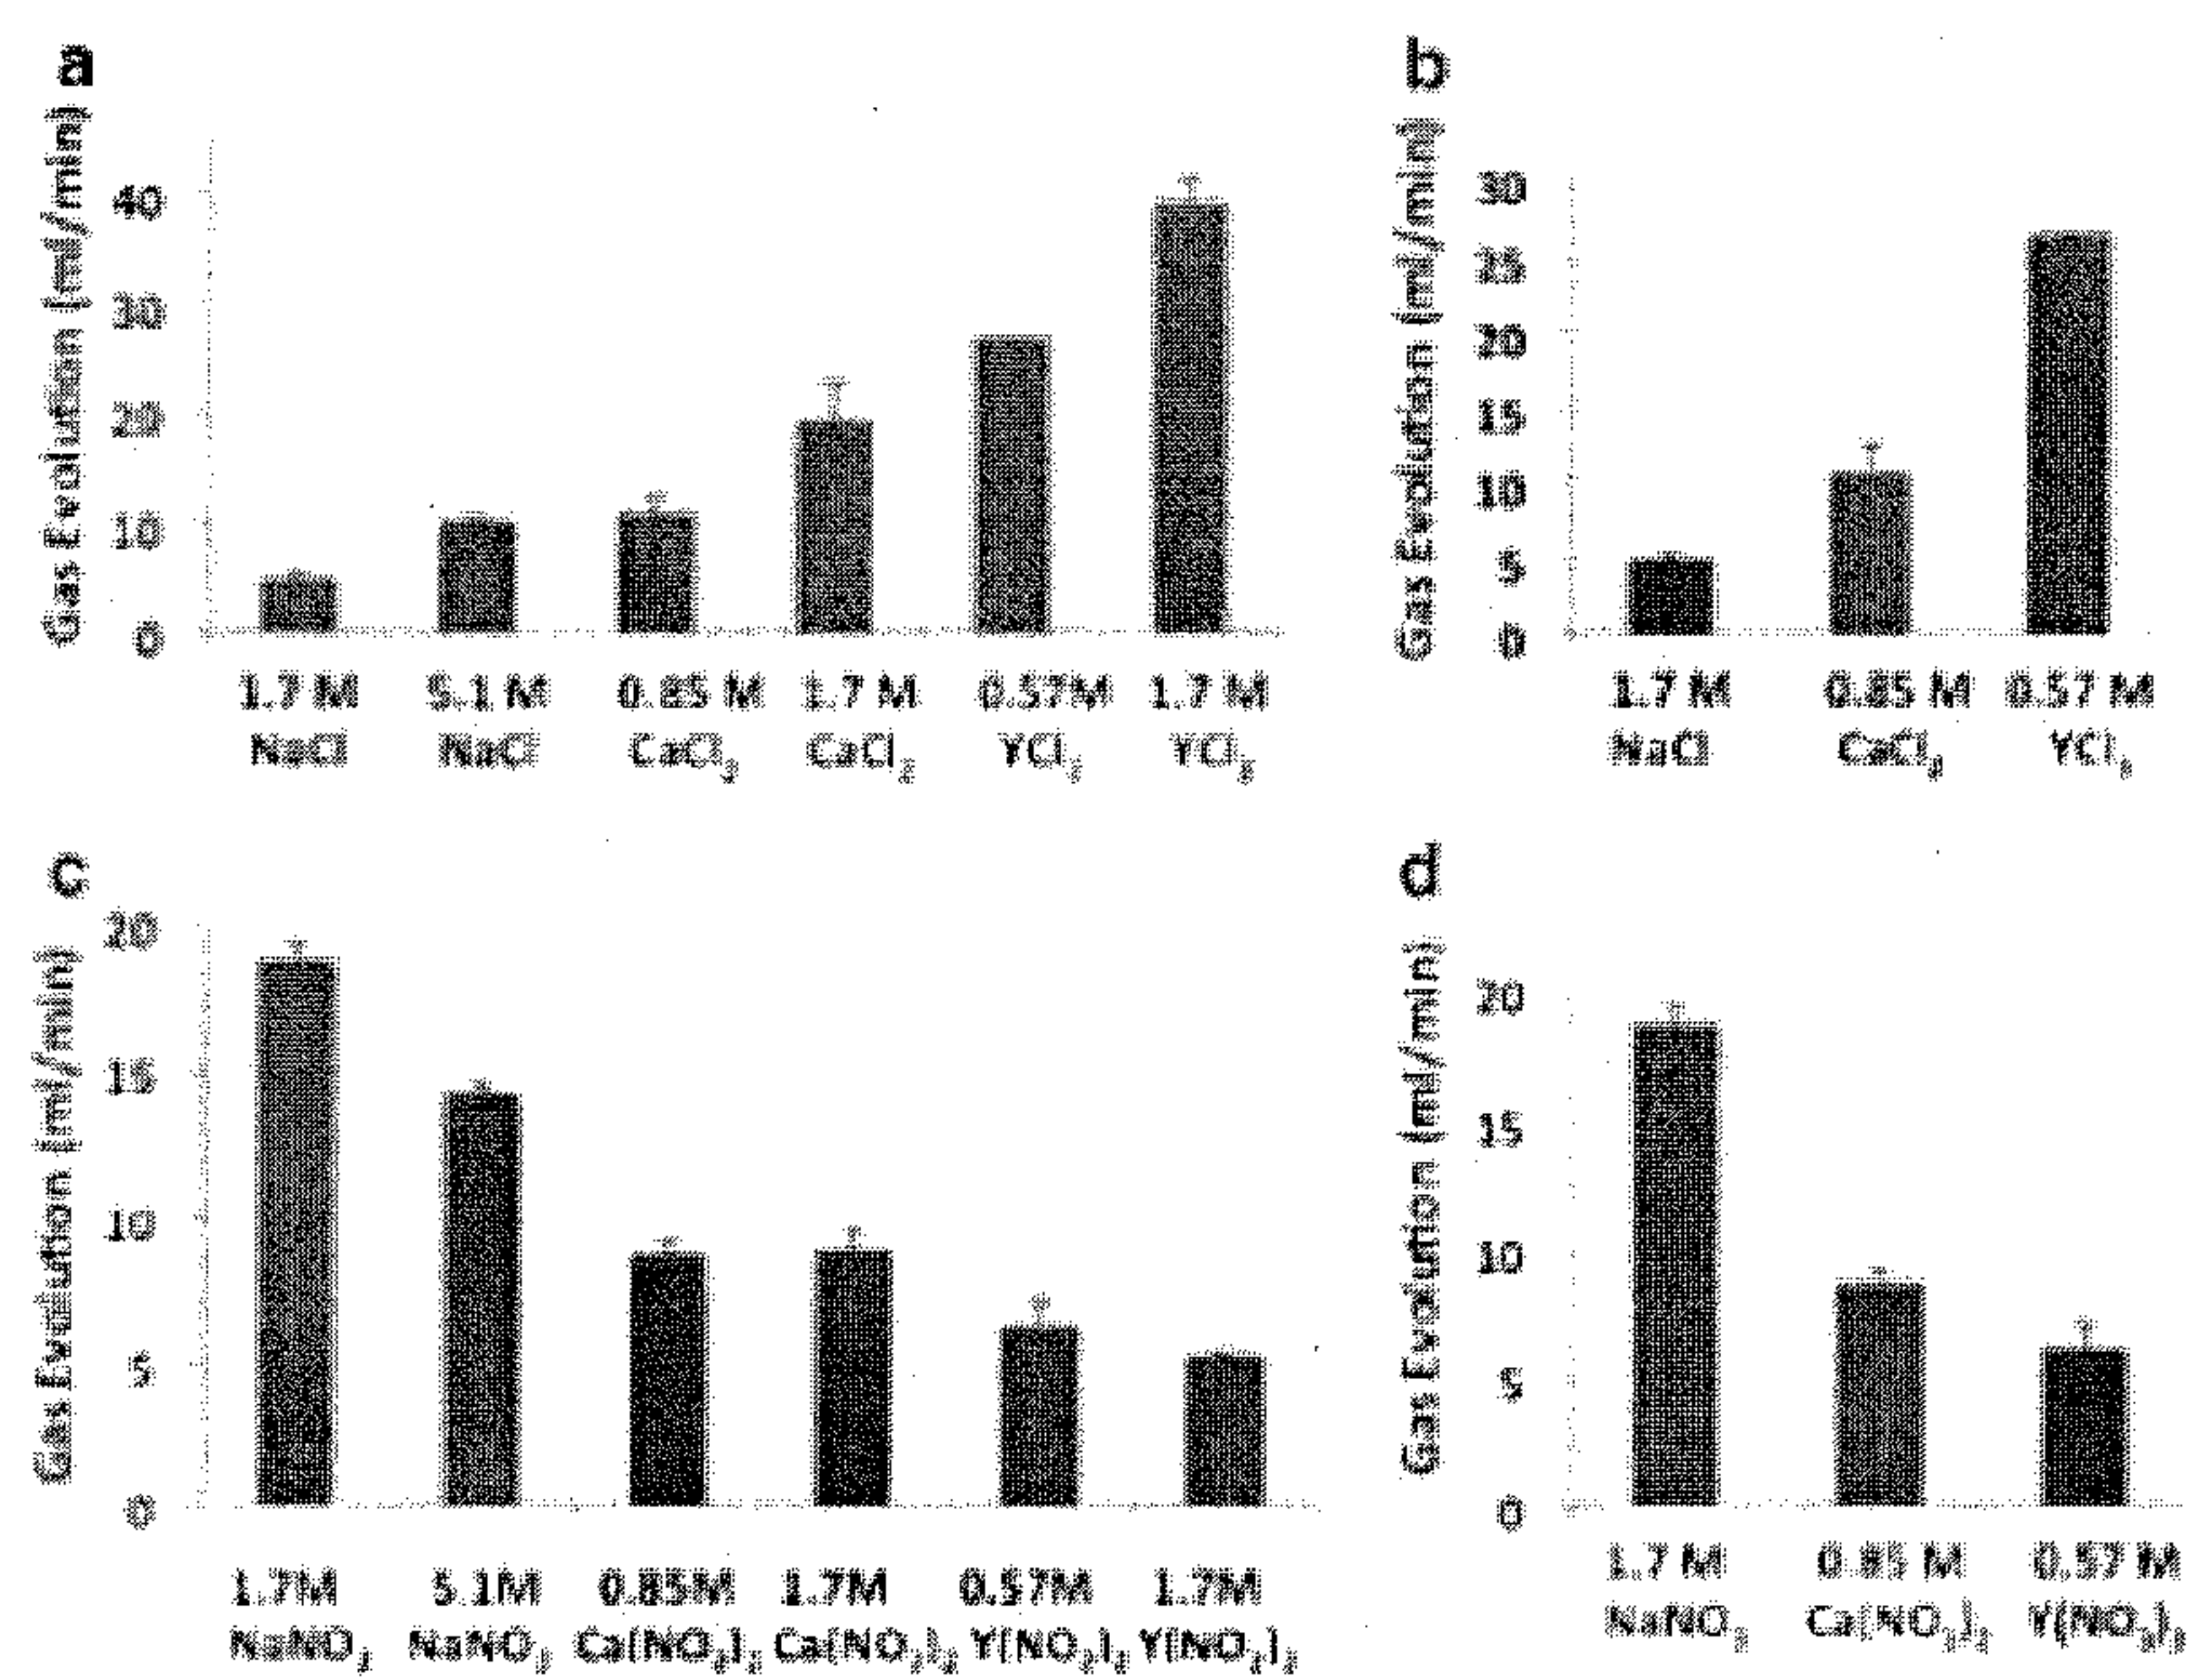 a
Gas Evolution (ml/min)
40
30
20
10
0
1.7 M 5.1 M 0.85 M 1.7 M 0.57M 1.7 M
NaCl NaCl CaCl₂ CaCl₂ YCl₃ YCl₃
b
Gas Evolution (ml/min)
30
25
20
15
10
5
0
1.7 M 0.85 M 0.57 M
NaCl CaCl₂ YCl₃
c
Gas Evolution (ml/min)
20
15
10
5
0
1.7M 5.1M 0.85M 1.7M 0.57M 1.7M
NaNO₃ NaNO₃ Ca(NO₃)₂ Ca(NO₃)₂ Y(NO₃)₃ Y(NO₃)₃
d
Gas Evolution (ml/min)
20
15
10
5
0
1.7 M 0.85 M 0.57 M
NaNO₃ Ca(NO₃)₂ Y(NO₃)₃